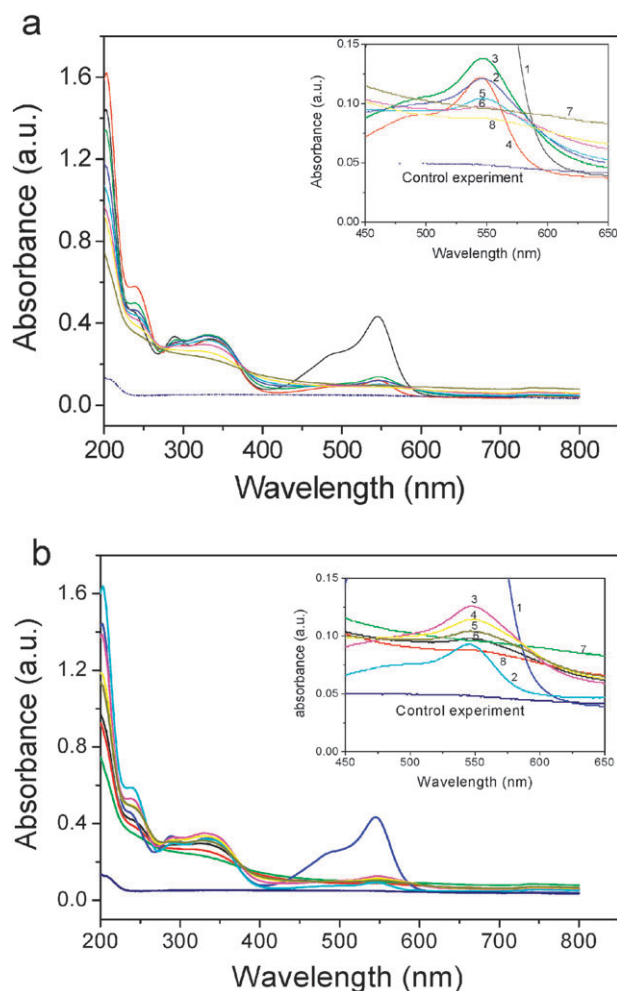 a
Absorbance (a.u.)
1.6
1.2
0.8
0.4
0.0
200 300 400 500 600 700 800
Wavelength (nm)
Absorbance (a.u.)
0.15
0.10
0.05
0.00
450 500 550 600 650
Wavelength (nm)
3
1
2
7
5
6
8
4
Control experiment
b
Absorbance (a.u.)
1.6
1.2
0.8
0.4
0.0
200 300 400 500 600 700 800
Wavelength (nm)
absorbance (a.u.)
0.15
0.10
0.05
0.00
450 500 550 600 650
Wavelength (nm)
1
3
4
5
6
7
8
2
Control experiment